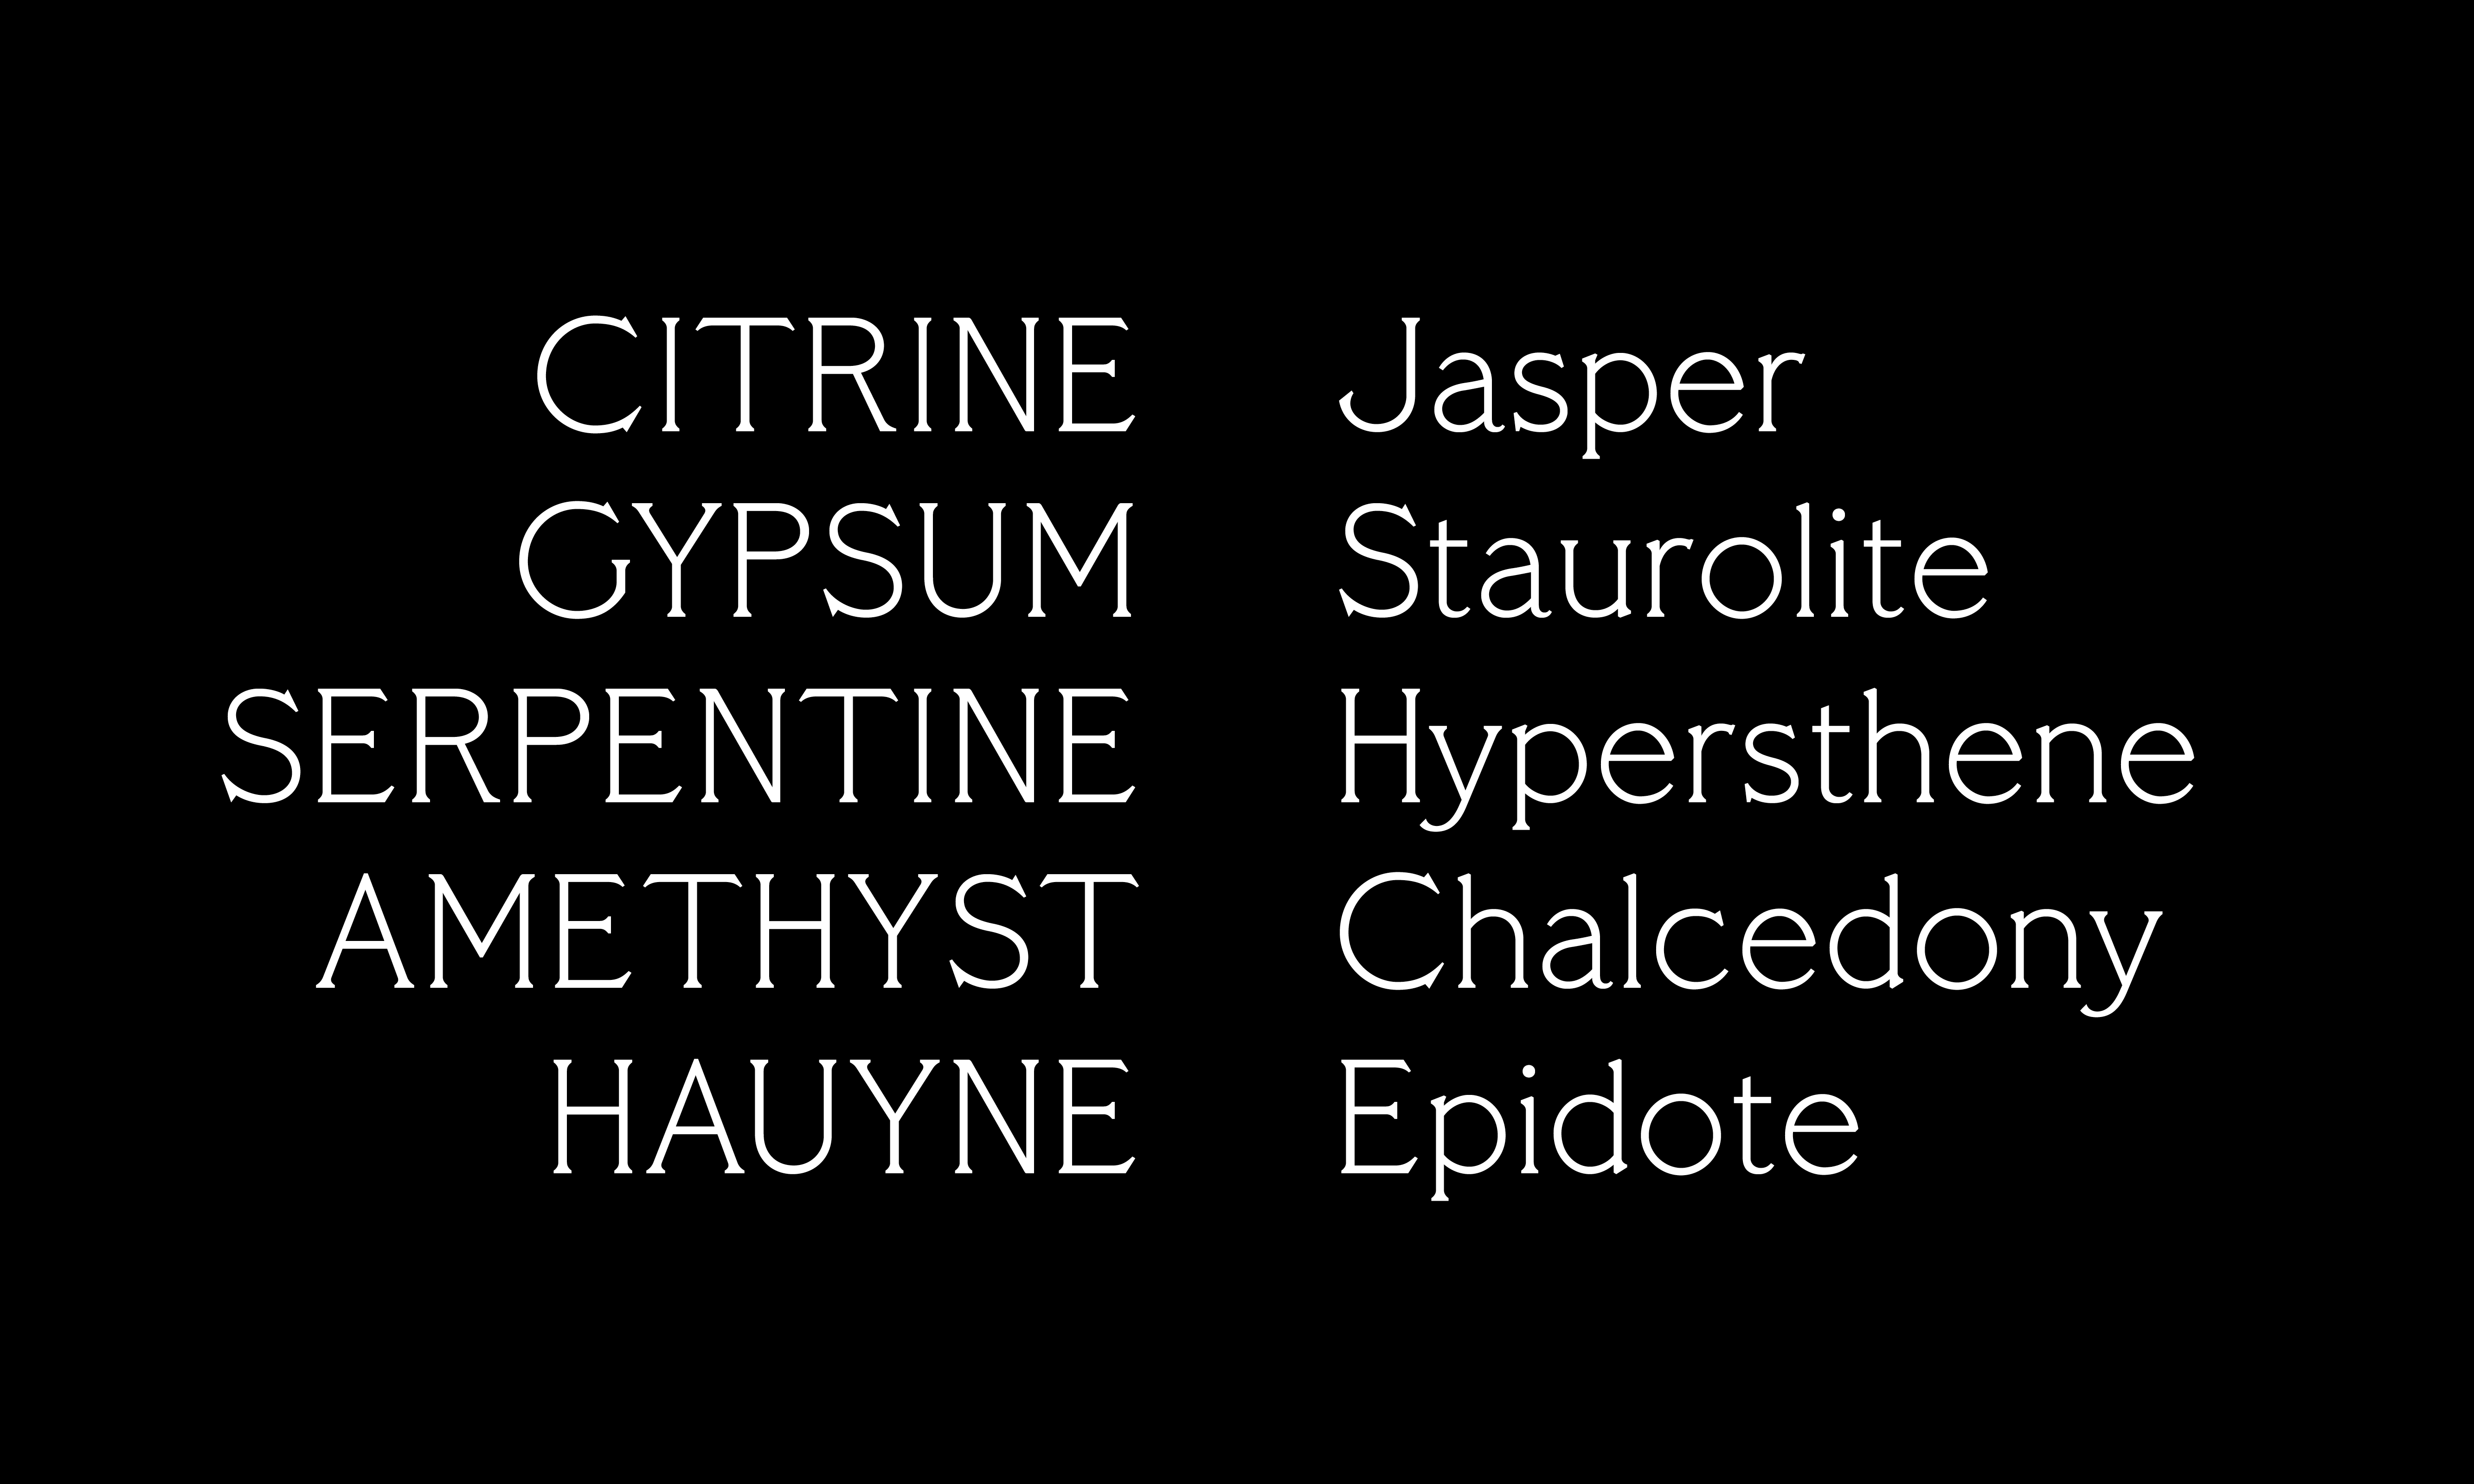 CITRINE
GYPSUM
SERPENTINE
AMETHYST
HAUYNE
Jasper
Staurolite
Hypersthene
Chalcedony
Epidote